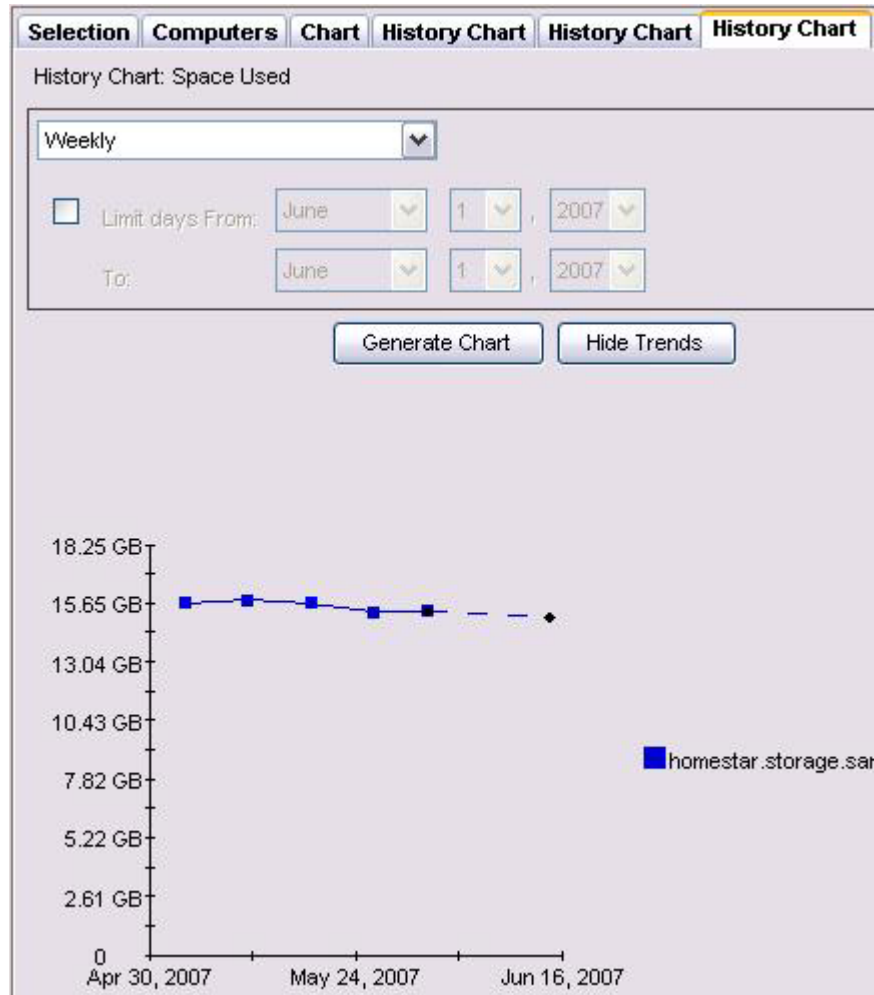 Selection Computers Chart History Chart History Chart History Chart
History Chart: Space Used
Weekly
Limit days From: June 1 , 2007
To: June 1 , 2007
Generate Chart Hide Trends
18.25 GB
15.65 GB
13.04 GB
10.43 GB
homestar.storage.sar
7.82 GB
5.22 GB
2.61 GB
0
Apr 30, 2007 May 24, 2007 Jun 16, 2007